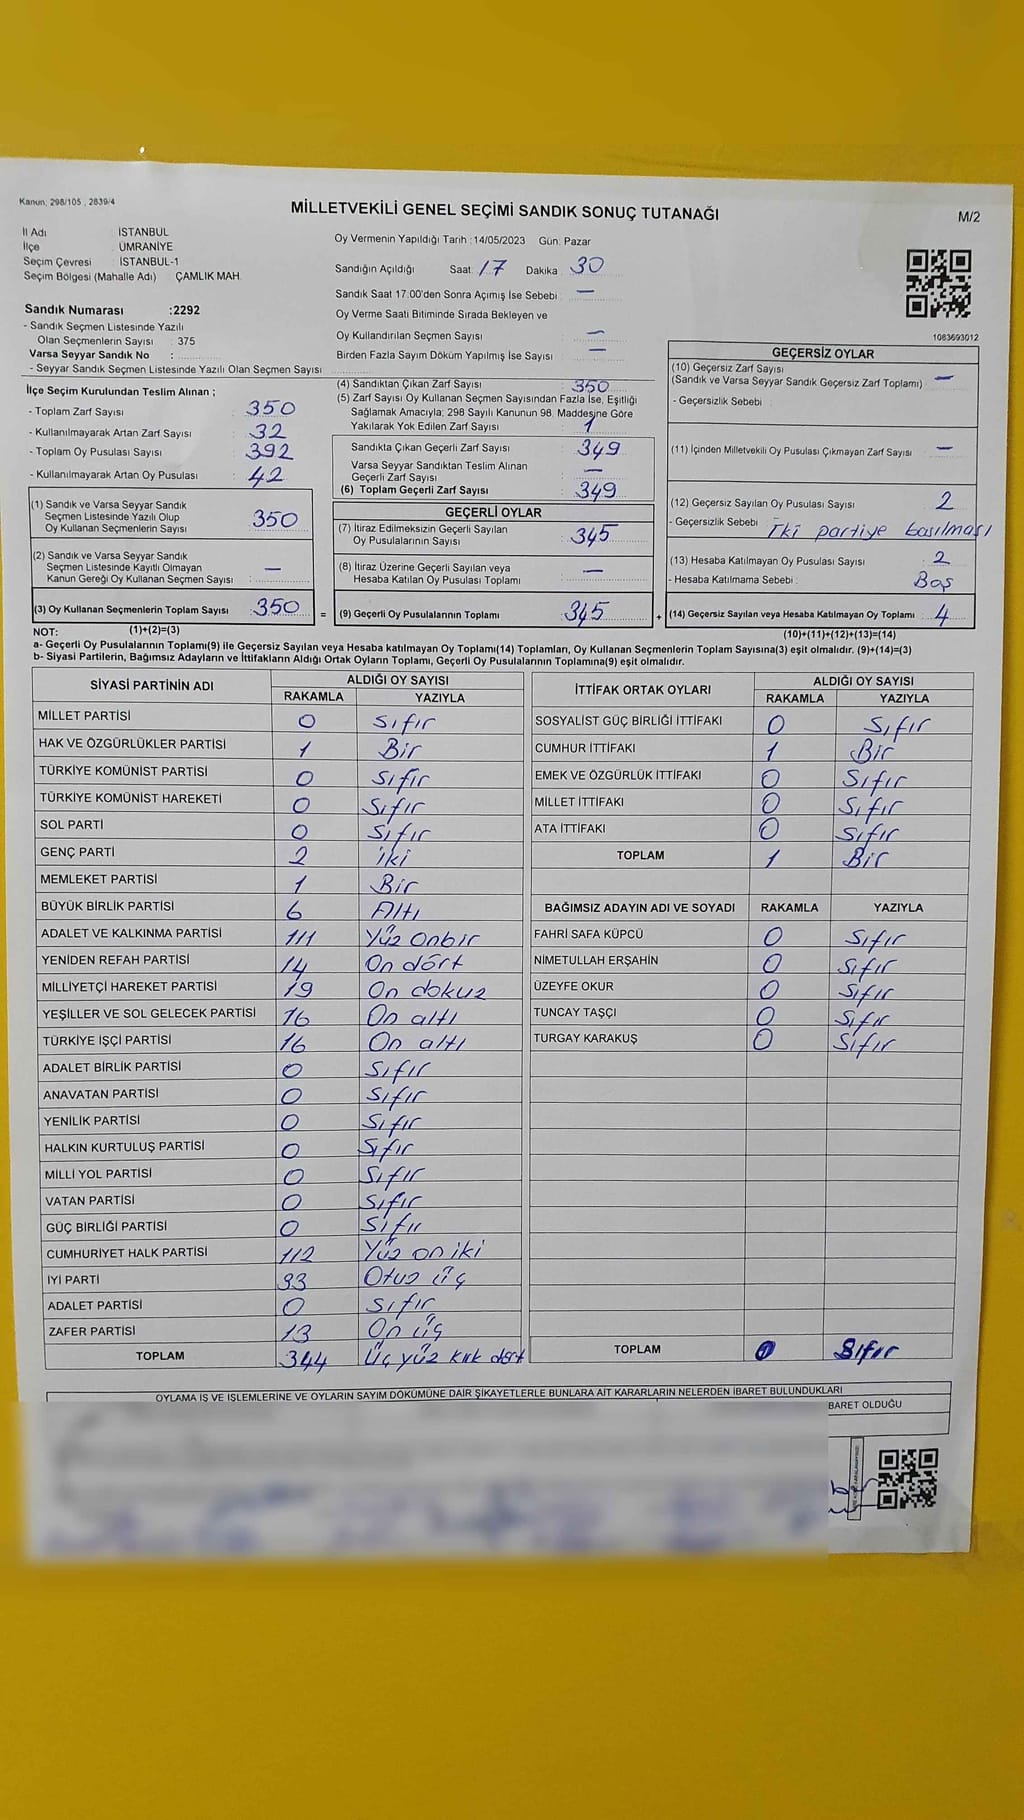 Kanun, 298/105 , 2839/4
MİLLETVEKİLİ GENEL SEÇİMİ SANDIK SONUÇ TUTANAĞI
M/2
İl Adı İSTANBUL
İlçe ÜMRANİYE
Seçim Çevresi : İSTANBUL-1
Seçim Bölgesi (Mahalle Adı) ÇAMLIK MAH.
Sandık Numarası :2292
- Sandık Seçmen Listesinde Yazılı
Olan Seçmenlerin Sayısı : 375
Varsa Seyyar Sandık No :
- Seyyar Sandık Seçmen Listesinde Yazılı Olan Seçmen Sayısı
Oy Vermenin Yapıldığı Tarih : 14/05/2023 Gün: Pazar
Sandığın Açıldığı Saat: 17 Dakika 30
Sandık Saat 17:00'den Sonra Açımış İse Sebebi : —
Oy Verme Saati Bitiminde Sırada Bekleyen ve
Oy Kullandırılan Seçmen Sayısı —
Birden Fazla Sayım Döküm Yapılmış İse Sayısı —
1083693012
İlçe Seçim Kurulundan Teslim Alınan ;
- Toplam Zarf Sayısı : 350
- Kullanılmayarak Artan Zarf Sayısı : 32
- Toplam Oy Pusulası Sayısı : 392
- Kullanılmayarak Artan Oy Pusulası : 42
(1) Sandık ve Varsa Seyyar Sandık
Seçmen Listesinde Yazılı Olup
Oy Kullanan Seçmenlerin Sayısı : 350
(2) Sandık ve Varsa Seyyar Sandık
Seçmen Listesinde Kayıtlı Olmayan
Kanun Gereği Oy Kullanan Seçmen Sayısı : —
(3) Oy Kullanan Seçmenlerin Toplam Sayısı : 350 =
(4) Sandıktan Çıkan Zarf Sayısı 350
(5) Zarf Sayısı Oy Kullanan Seçmen Sayısından Fazla İse, Eşitliği
Sağlamak Amacıyla; 298 Sayılı Kanunun 98. Maddesine Göre
Yakılarak Yok Edilen Zarf Sayısı : 1
Sandıkta Çıkan Geçerli Zarf Sayısı : 349
Varsa Seyyar Sandıktan Teslim Alınan
Geçerli Zarf Sayısı : —
(6) Toplam Geçerli Zarf Sayısı : 349
GEÇERLİ OYLAR
(7) İtiraz Edilmeksizin Geçerli Sayılan
Oy Pusulalarının Sayısı : 345
(8) İtiraz Üzerine Geçerli Sayılan veya
Hesaba Katılan Oy Pusulası Toplamı : —
(9) Geçerli Oy Pusulalarının Toplamı : 345 +
GEÇERSİZ OYLAR
(10) Geçersiz Zarf Sayısı
(Sandık ve Varsa Seyyar Sandık Geçersiz Zarf Toplamı) —
- Geçersizlik Sebebi :
(11) İçinden Milletvekili Oy Pusulası Çıkmayan Zarf Sayısı : —
(12) Geçersiz Sayılan Oy Pusulası Sayısı : 2
- Geçersizlik Sebebi : İki partiye basılması
(13) Hesaba Katılmayan Oy Pusulası Sayısı : 2
- Hesaba Katılmama Sebebi : Boş
(14) Geçersiz Sayılan veya Hesaba Katılmayan Oy Toplamı : 4
NOT: (1)+(2)=(3)
(10)+(11)+(12)+(13)=(14)
a- Geçerli Oy Pusulalarının Toplamı(9) ile Geçersiz Sayılan veya Hesaba katılmayan Oy Toplamı(14) Toplamları, Oy Kullanan Seçmenlerin Toplam Sayısına(3) eşit olmalıdır. (9)+(14)=(3)
b- Siyasi Partilerin, Bağımsız Adayların ve İttifakların Aldığı Ortak Oyların Toplamı, Geçerli Oy Pusulalarının Toplamına(9) eşit olmalıdır.
SİYASİ PARTİNİN ADI ALDIĞI OY SAYISI
RAKAMLA YAZIYLA
MİLLET PARTİSİ 0 Sıfır
HAK VE ÖZGÜRLÜKLER PARTİSİ 1 Bir
TÜRKİYE KOMÜNİST PARTİSİ 0 Sıfır
TÜRKİYE KOMÜNİST HAREKETİ 0 Sıfır
SOL PARTİ 0 Sıfır
GENÇ PARTİ 2 iki
MEMLEKET PARTİSİ 1 Bir
BÜYÜK BİRLİK PARTİSİ 6 Altı
ADALET VE KALKINMA PARTİSİ 111 Yüz Onbir
YENİDEN REFAH PARTİSİ 14 On dört
MİLLİYETÇİ HAREKET PARTİSİ 19 On dokuz
YEŞİLLER VE SOL GELECEK PARTİSİ 16 On altı
TÜRKİYE İŞÇİ PARTİSİ 16 On altı
ADALET BİRLİK PARTİSİ 0 Sıfır
ANAVATAN PARTİSİ 0 Sıfır
YENİLİK PARTİSİ 0 Sıfır
HALKIN KURTULUŞ PARTİSİ 0 Sıfır
MİLLİ YOL PARTİSİ 0 Sıfır
VATAN PARTİSİ 0 Sıfır
GÜÇ BİRLİĞİ PARTİSİ 0 Sıfır
CUMHURİYET HALK PARTİSİ 112 Yüz on iki
İYİ PARTİ 33 Otuz üç
ADALET PARTİSİ 0 Sıfır
ZAFER PARTİSİ 13 On üç
TOPLAM 344 Üç yüz kırk dört
İTTİFAK ORTAK OYLARI ALDIĞI OY SAYISI
RAKAMLA YAZIYLA
SOSYALİST GÜÇ BİRLİĞİ İTTİFAKI 0 Sıfır
CUMHUR İTTİFAKI 1 Bir
EMEK VE ÖZGÜRLÜK İTTİFAKI 0 Sıfır
MİLLET İTTİFAKI 0 Sıfır
ATA İTTİFAKI 0 Sıfır
TOPLAM 1 Bir
BAĞIMSIZ ADAYIN ADI VE SOYADI RAKAMLA YAZIYLA
FAHRİ SAFA KÜPCÜ 0 Sıfır
NİMETULLAH ERŞAHİN 0 Sıfır
ÜZEYFE OKUR 0 Sıfır
TUNCAY TAŞÇI 0 Sıfır
TURGAY KARAKUŞ 0 Sıfır
TOPLAM 0 Sıfır
OYLAMA İŞ VE İŞLEMLERİNE VE OYLARIN SAYIM DÖKÜMÜNE DAİR ŞİKAYETLERLE BUNLARA AİT KARARLARIN NELERDEN İBARET BULUNDUKLARI
BARET OLDUĞU